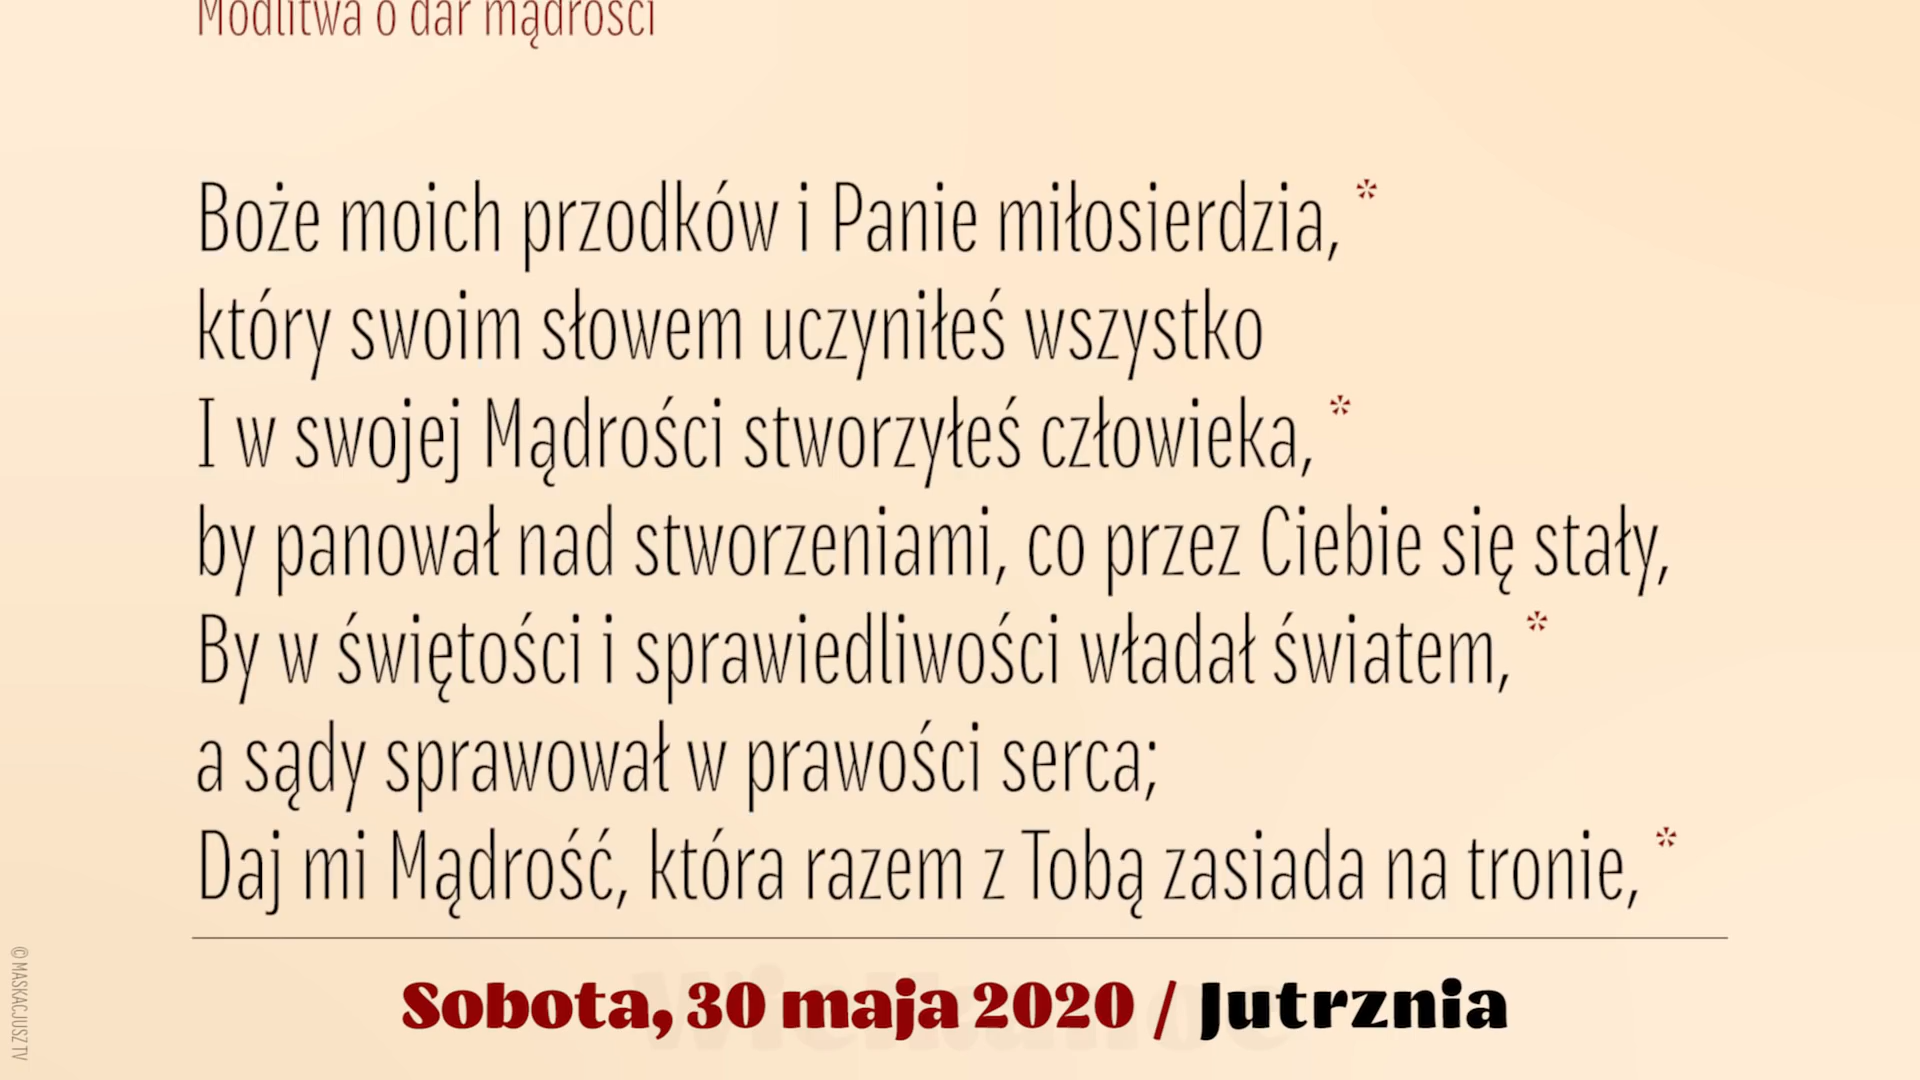 Modlitwa o dar mądrości
Boże moich przodków i Panie miłosierdzia, *
który swoim słowem uczyniłeś wszystko
I w swojej Mądrości stworzyłeś człowieka, *
by panował nad stworzeniami, co przez Ciebie się stały,
By w świętości i sprawiedliwości władał światem, *
a sądy sprawował w prawości serca;
Daj mi Mądrość, która razem z Tobą zasiada na tronie, *
Sobota, 30 maja 2020 / Jutrznia
© MASKACJUSZ TV